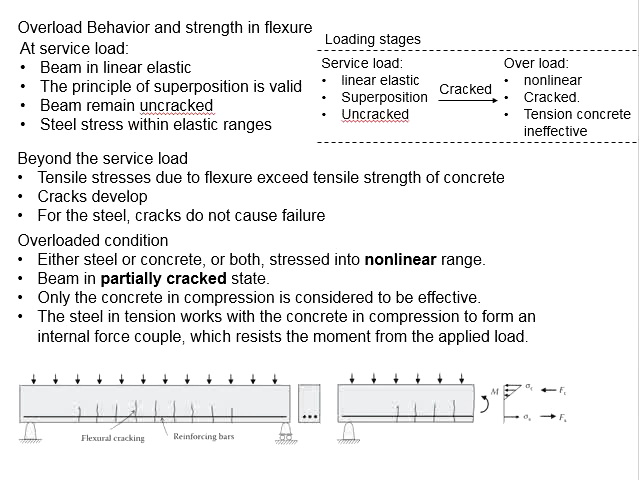 Overload Behavior and strength in flexure
At service load:
• Beam in linear elastic
• The principle of superposition is valid
• Beam remain uncracked
• Steel stress within elastic ranges
Loading stages
Service load:
• linear elastic
• Superposition
• Uncracked
Cracked
Over load:
• nonlinear
• Cracked.
• Tension concrete
ineffective
Beyond the service load
• Tensile stresses due to flexure exceed tensile strength of concrete
• Cracks develop
• For the steel, cracks do not cause failure
Overloaded condition
• Either steel or concrete, or both, stressed into nonlinear range.
• Beam in partially cracked state.
• Only the concrete in compression is considered to be effective.
• The steel in tension works with the concrete in compression to form an
internal force couple, which resists the moment from the applied load.
Flexural cracking
Reinforcing bars
M
σc
Fc
σs
Fs